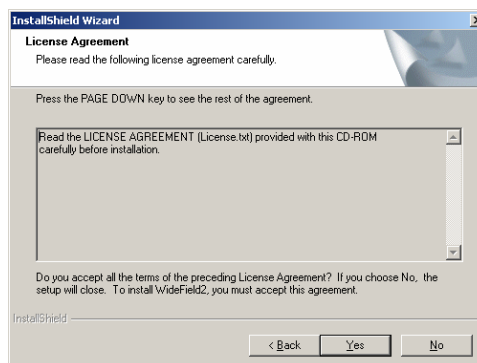 InstallShield Wizard
License Agreement
Please read the following license agreement carefully.
Press the PAGE DOWN key to see the rest of the agreement.
Read the LICENSE AGREEMENT (License.txt) provided with this CD-ROM
carefully before installation.
Do you accept all the terms of the preceding License Agreement? If you choose No, the
setup will close. To install WideField2, you must accept this agreement.
InstallShield
< Back Yes No